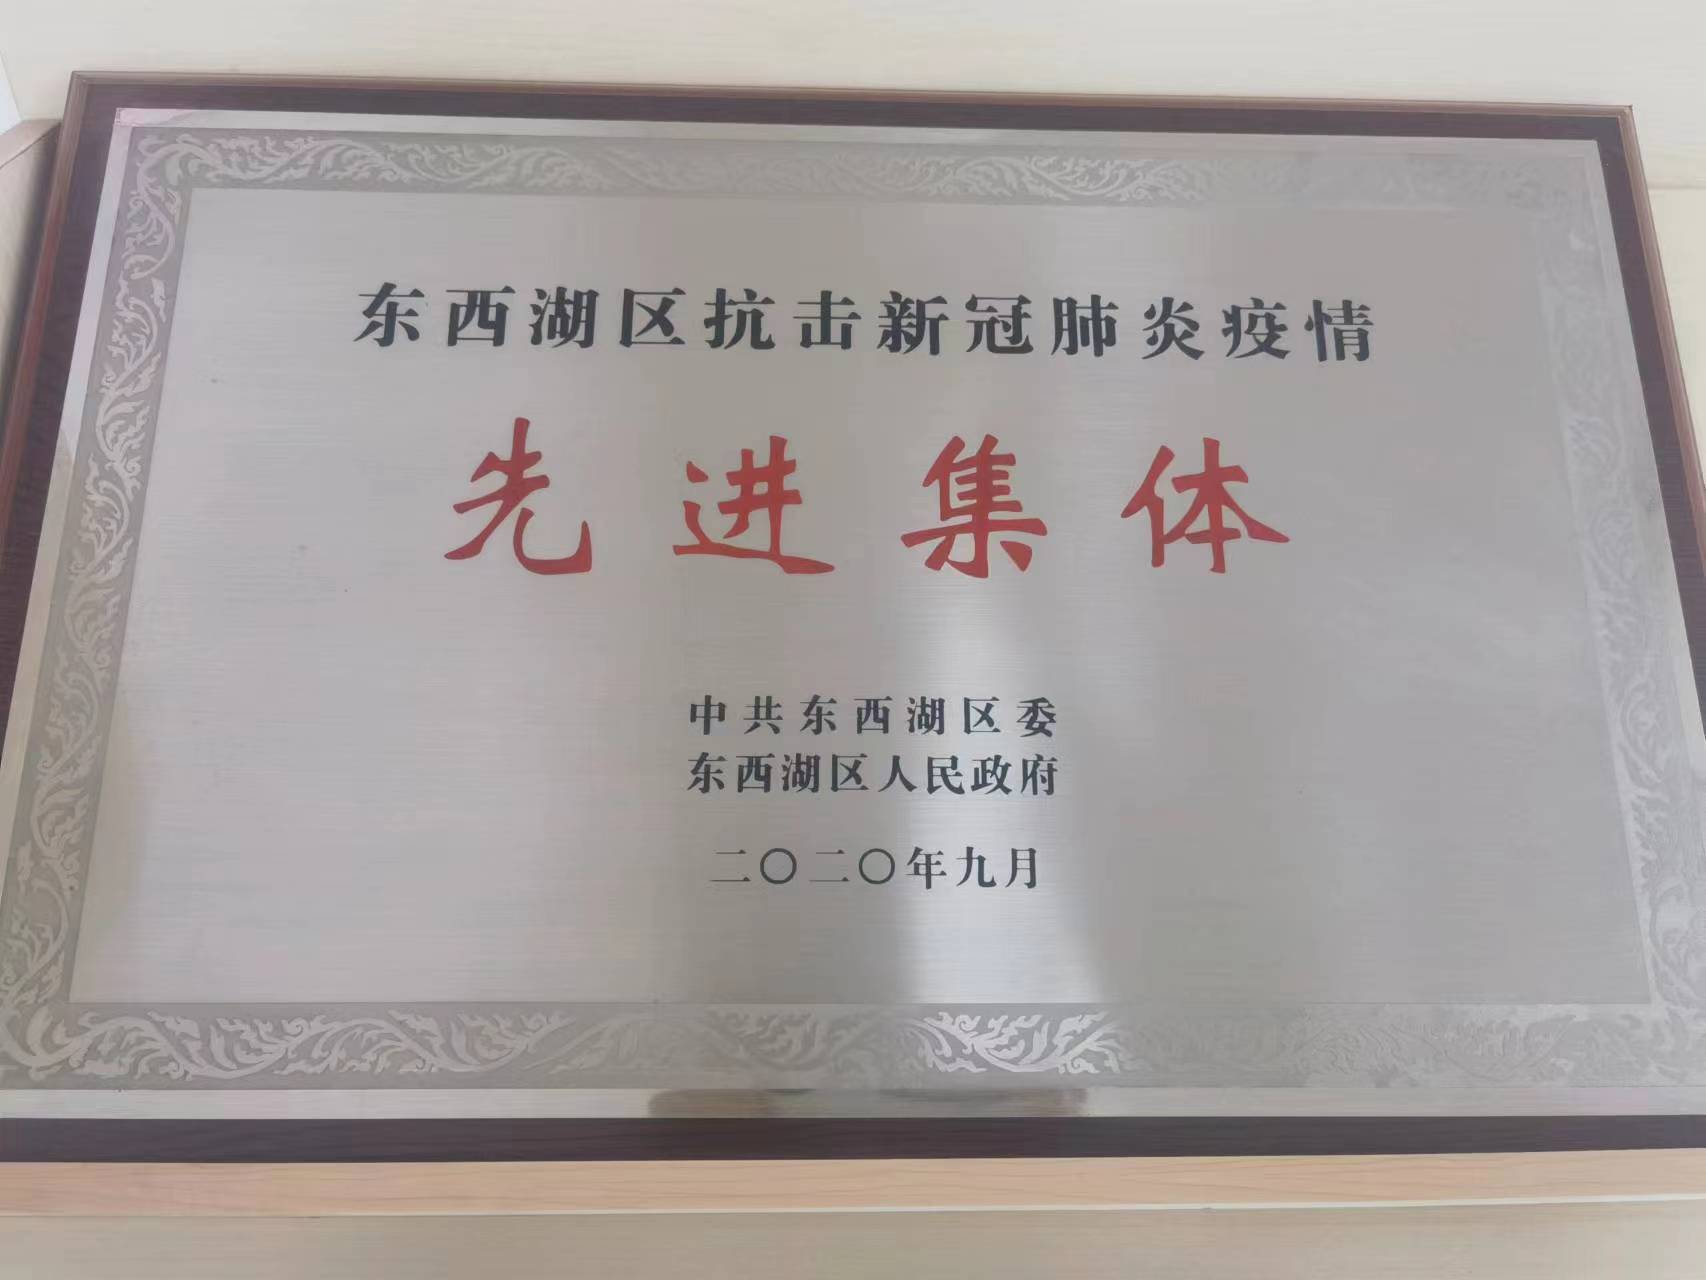 东西湖区抗击新冠肺炎疫情
先进集体
中共东西湖区委
东西湖区人民政府
二〇二〇年九月